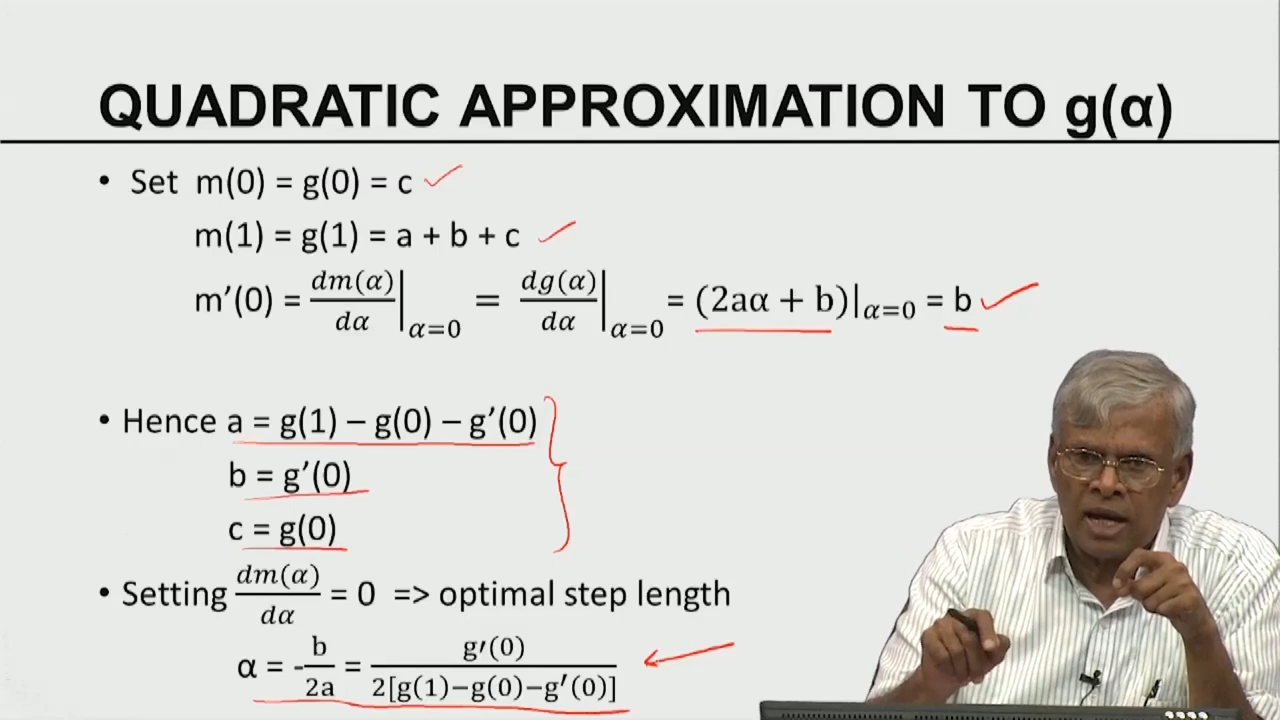 QUADRATIC APPROXIMATION TO g(α)
• Set m(0) = g(0) = c
m(1) = g(1) = a + b + c
m′(0) = dm(α)/dα |α=0 = dg(α)/dα |α=0 = (2aα + b)|α=0 = b
• Hence a = g(1) – g(0) – g′(0)
b = g′(0)
c = g(0)
• Setting dm(α)/dα = 0 => optimal step length
α = - b/2a = g′(0)/2[g(1)−g(0)−g′(0)]